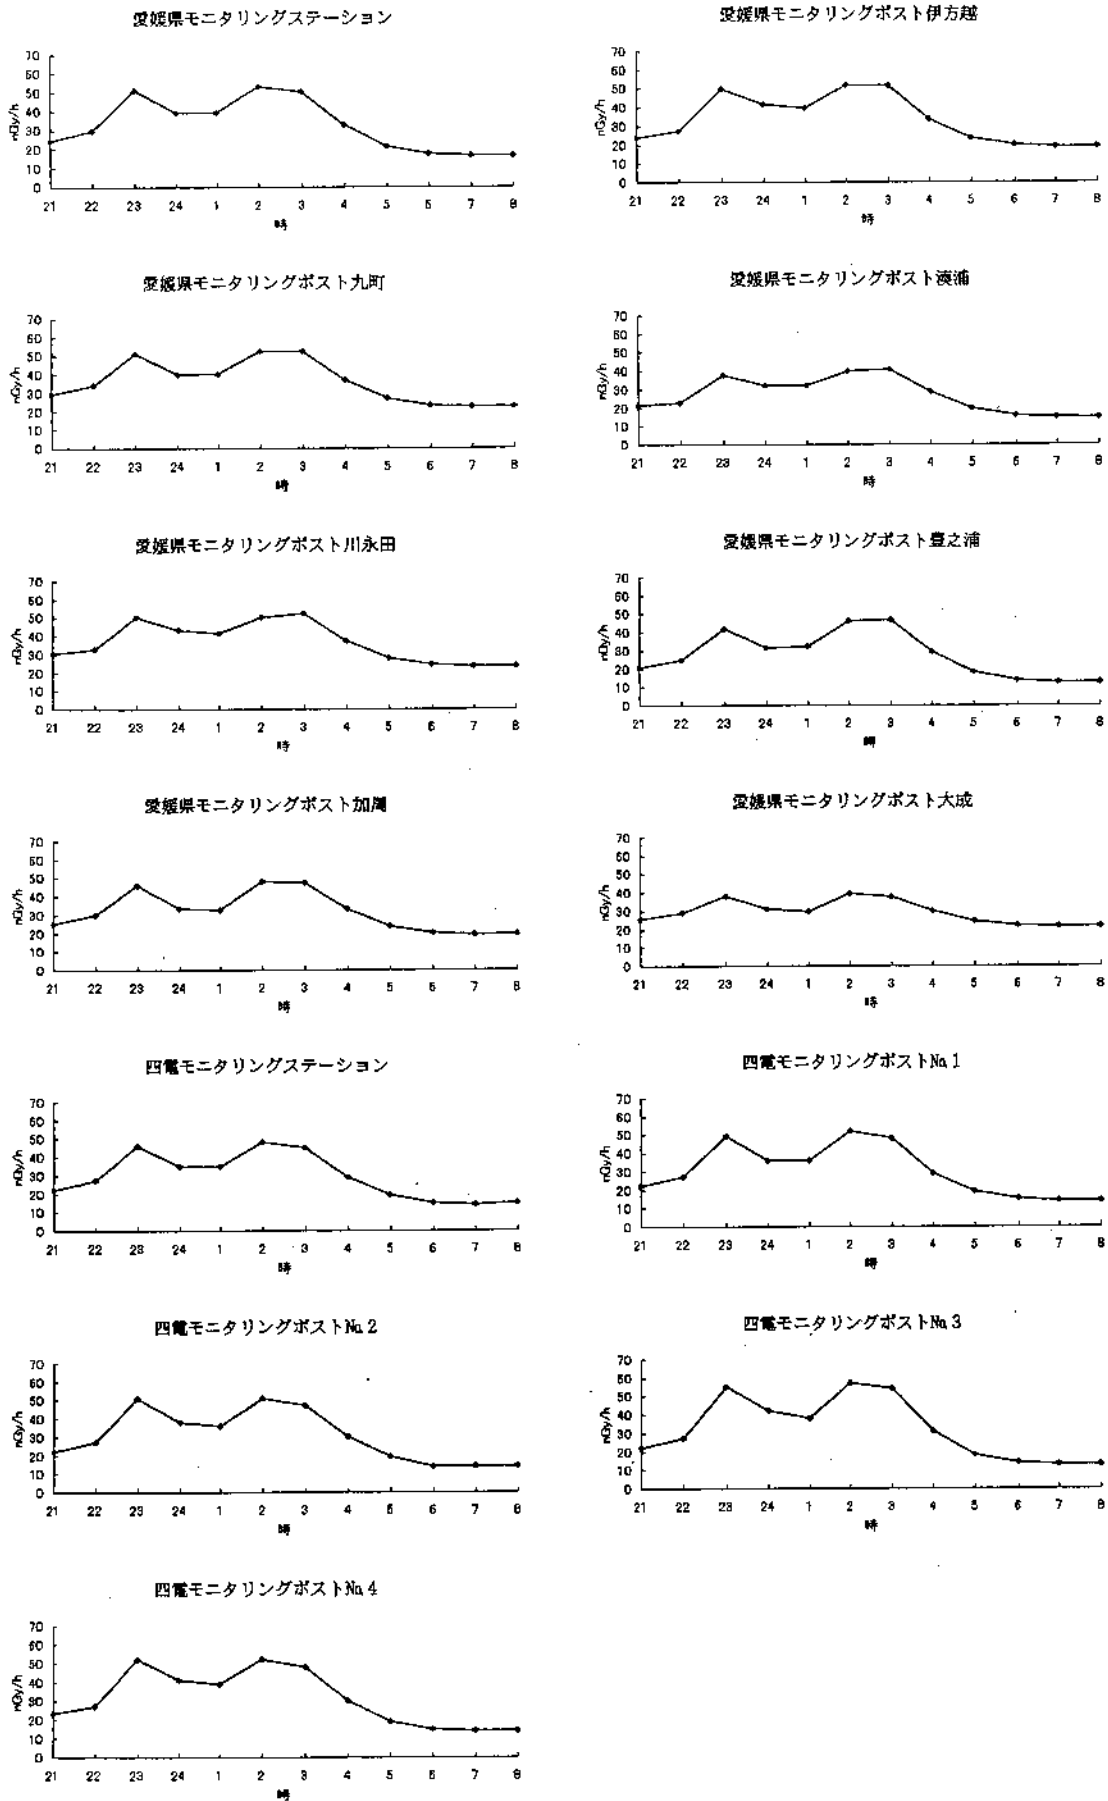 愛媛県モニタリングステーション
70
60
50
40
30
20
10
0
nGy/h
21 22 23 24 1 2 3 4 5 6 7 8
時
愛媛県モニタリングポスト伊方越
70
60
50
40
30
20
10
0
nGy/h
21 22 23 24 1 2 3 4 5 6 7 8
時
愛媛県モニタリングポスト九町
70
60
50
40
30
20
10
0
nGy/h
21 22 23 24 1 2 3 4 5 6 7 8
時
愛媛県モニタリングポスト湊浦
70
60
50
40
30
20
10
0
nGy/h
21 22 23 24 1 2 3 4 5 6 7 8
時
愛媛県モニタリングポスト川永田
70
60
50
40
30
20
10
0
nGy/h
21 22 23 24 1 2 3 4 5 6 7 8
時
愛媛県モニタリングポスト豊之浦
70
60
50
40
30
20
10
0
nGy/h
21 22 23 24 1 2 3 4 5 6 7 8
時
愛媛県モニタリングポスト加周
70
60
50
40
30
20
10
0
nGy/h
21 22 23 24 1 2 3 4 5 6 7 8
時
愛媛県モニタリングポスト大成
70
60
50
40
30
20
10
0
nGy/h
21 22 23 24 1 2 3 4 5 6 7 8
時
四電モニタリングステーション
70
60
50
40
30
20
10
0
nGy/h
21 22 23 24 1 2 3 4 5 6 7 8
時
四電モニタリングポスト№1
70
60
50
40
30
20
10
0
nGy/h
21 22 23 24 1 2 3 4 5 6 7 8
時
四電モニタリングポスト№2
70
60
50
40
30
20
10
0
nGy/h
21 22 23 24 1 2 3 4 5 6 7 8
時
四電モニタリングポスト№3
70
60
50
40
30
20
10
0
nGy/h
21 22 23 24 1 2 3 4 5 6 7 8
時
四電モニタリングポスト№4
70
60
50
40
30
20
10
0
nGy/h
21 22 23 24 1 2 3 4 5 6 7 8
時